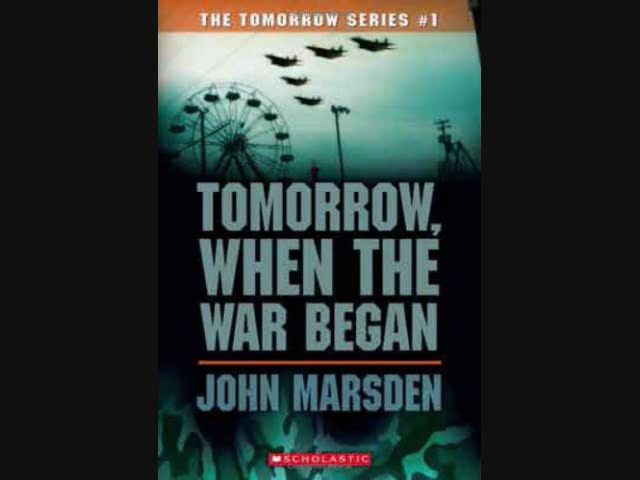 THE TOMORROW SERIES #1
TOMORROW,
WHEN THE
WAR BEGAN
JOHN MARSDEN
SCHOLASTIC